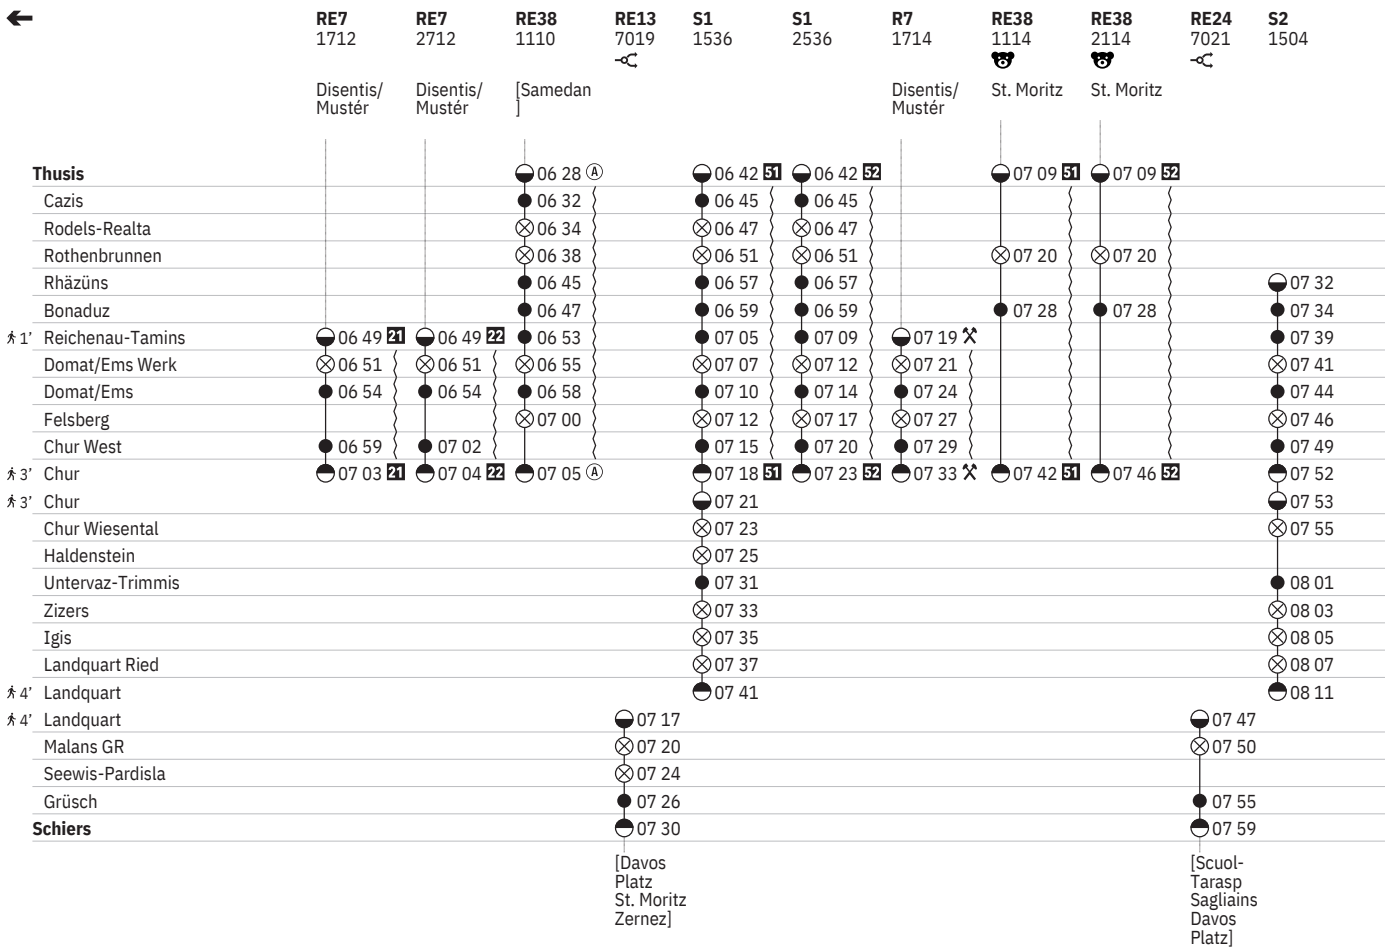 RE7 RE7 RE38 RE13 S1 S1 R7 RE38 RE38 RE24 S2
1712 2712 1110 7019 1536 2536 1714 1114 2114 7021 1504
Disentis/ Disentis/ [Samedan Disentis/ St. Moritz St. Moritz
Mustér Mustér ] Mustér
Thusis 06 28 A 06 42 51 06 42 52 07 09 51 07 09 52
Cazis 06 32 06 45 06 45
Rodels-Realta 06 34 06 47 06 47
Rothenbrunnen 06 38 06 51 06 51 07 20 07 20
Rhäzüns 06 45 06 57 06 57 07 32
Bonaduz 06 47 06 59 06 59 07 28 07 28 07 34
1’ Reichenau-Tamins 06 49 21 06 49 22 06 53 07 05 07 09 07 19 07 39
Domat/Ems Werk 06 51 06 51 06 55 07 07 07 12 07 21 07 41
Domat/Ems 06 54 06 54 06 58 07 10 07 14 07 24 07 44
Felsberg 07 00 07 12 07 17 07 27 07 46
Chur West 06 59 07 02 07 15 07 20 07 29 07 49
3’ Chur 07 03 21 07 04 22 07 05 A 07 18 51 07 23 52 07 33 07 42 51 07 46 52 07 52
3’ Chur 07 21 07 53
Chur Wiesental 07 23 07 55
Haldenstein 07 25
Untervaz-Trimmis 07 31 08 01
Zizers 07 33 08 03
Igis 07 35 08 05
Landquart Ried 07 37 08 07
4’ Landquart 07 41 08 11
4’ Landquart 07 17 07 47
Malans GR 07 20 07 50
Seewis-Pardisla 07 24
Grüsch 07 26 07 55
Schiers 07 30 07 59
[Davos [Scuol-
Platz Tarasp
St. Moritz Sagliains
Zernez] Davos
Platz]